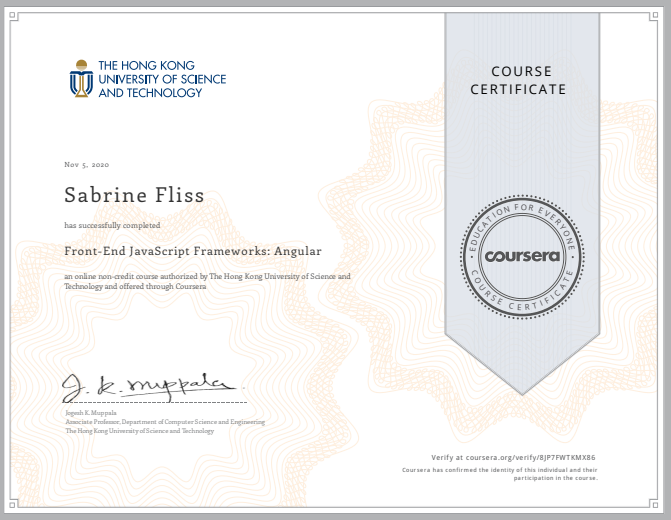 THE HONG KONG
UNIVERSITY OF SCIENCE
AND TECHNOLOGY
COURSE
CERTIFICATE
Nov 5, 2020
Sabrine Fliss
has successfully completed
Front-End JavaScript Frameworks: Angular
an online non-credit course authorized by The Hong Kong University of Science and
Technology and offered through Coursera
EDUCATION FOR EVERYONE
coursera
COURSE CERTIFICATE
J. K. Muppala
Jogesh K. Muppala
Associate Professor, Department of Computer Science and Engineering
The Hong Kong University of Science and Technology
Verify at coursera.org/verify/8JP7FWTKMX86
Coursera has confirmed the identity of this individual and their
participation in the course.